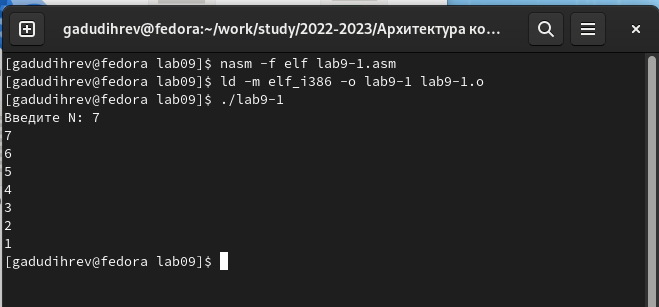 gadudihrev@fedora:~/work/study/2022-2023/Архитектура ко...
[gadudihrev@fedora lab09]$ nasm -f elf lab9-1.asm
[gadudihrev@fedora lab09]$ ld -m elf_i386 -o lab9-1 lab9-1.o
[gadudihrev@fedora lab09]$ ./lab9-1
Введите N: 7
7
6
5
4
3
2
1
[gadudihrev@fedora lab09]$